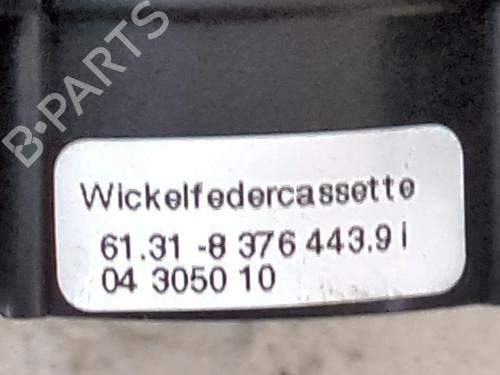 B-PARTS
Wickelfedercassette
61.31 -8 376 443.9 I
04 3050 10